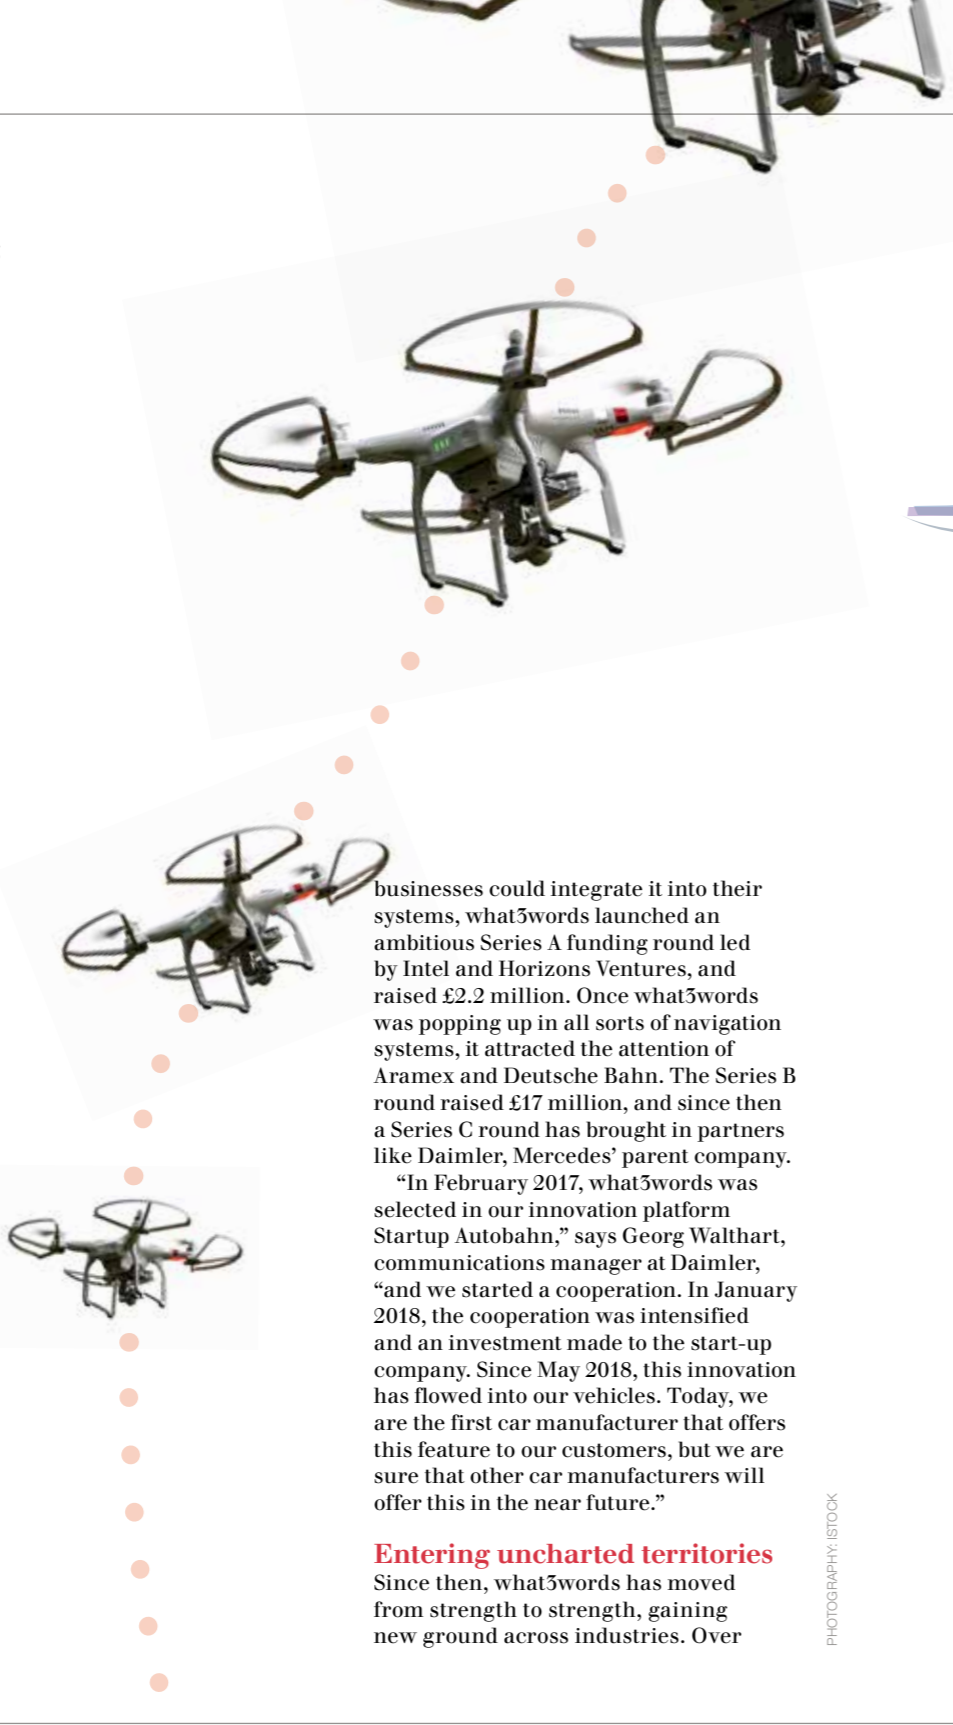 businesses could integrate it into their
systems, what3words launched an
ambitious Series A funding round led
by Intel and Horizons Ventures, and
raised £2.2 million. Once what3words
was popping up in all sorts of navigation
systems, it attracted the attention of
Aramex and Deutsche Bahn. The Series B
round raised £17 million, and since then
a Series C round has brought in partners
like Daimler, Mercedes’ parent company.
“In February 2017, what3words was
selected in our innovation platform
Startup Autobahn,” says Georg Walthart,
communications manager at Daimler,
“and we started a cooperation. In January
2018, the cooperation was intensified
and an investment made to the start-up
company. Since May 2018, this innovation
has flowed into our vehicles. Today, we
are the first car manufacturer that offers
this feature to our customers, but we are
sure that other car manufacturers will
offer this in the near future.”
Entering uncharted territories
Since then, what3words has moved
from strength to strength, gaining
new ground across industries. Over
PHOTOGRAPHY: ISTOCK